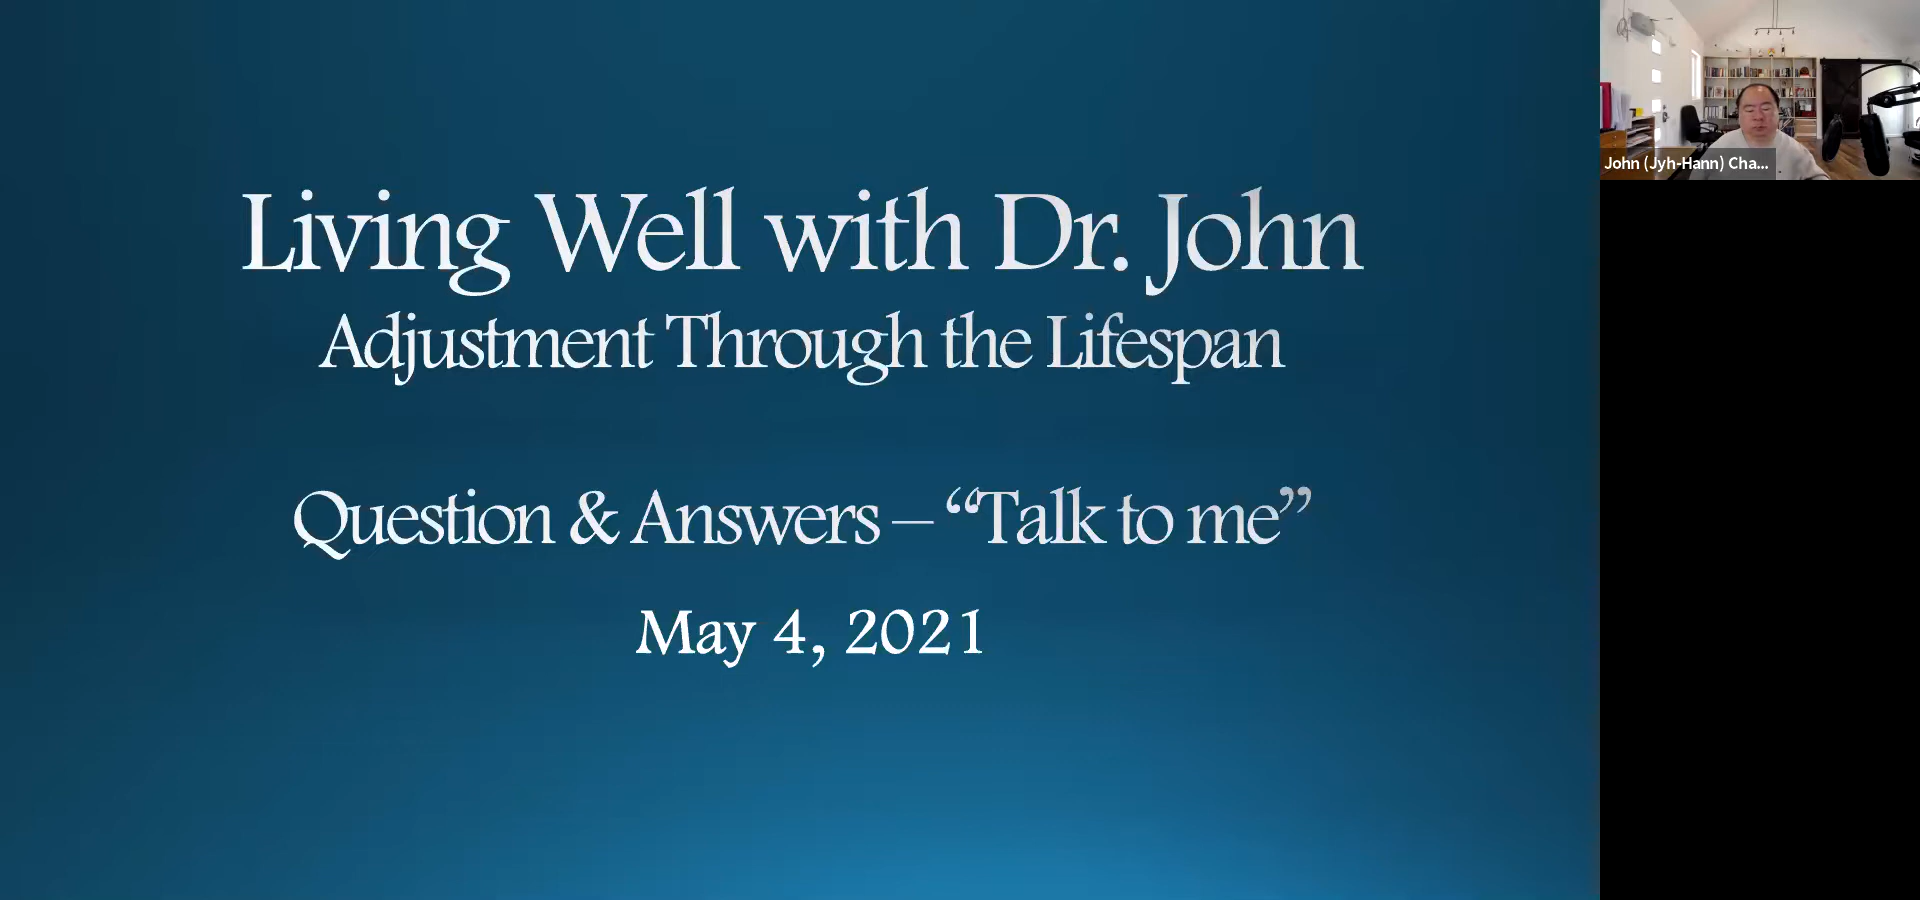 Living Well with Dr. John
Adjustment Through the Lifespan
Question & Answers – “Talk to me”
May 4, 2021
John (Jyh-Hann) Cha...